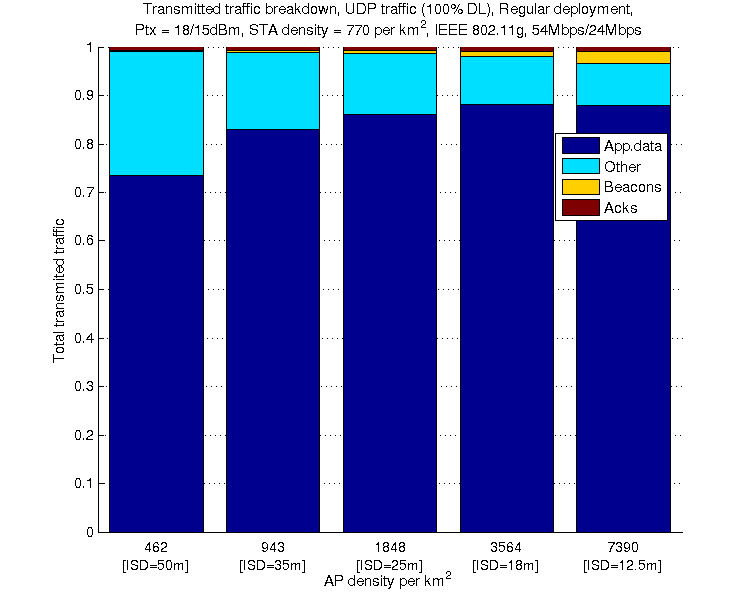 Transmitted traffic breakdown, UDP traffic (100% DL), Regular deployment,
Ptx = 18/15dBm, STA density = 770 per km², IEEE 802.11g, 54Mbps/24Mbps
1
0.9
0.8
0.7
0.6
0.5
0.4
0.3
0.2
0.1
0
Total transmited traffic
App.data
Other
Beacons
Acks
462 943 1848 3564 7390
[ISD=50m] [ISD=35m] [ISD=25m] [ISD=18m] [ISD=12.5m]
AP density per km²